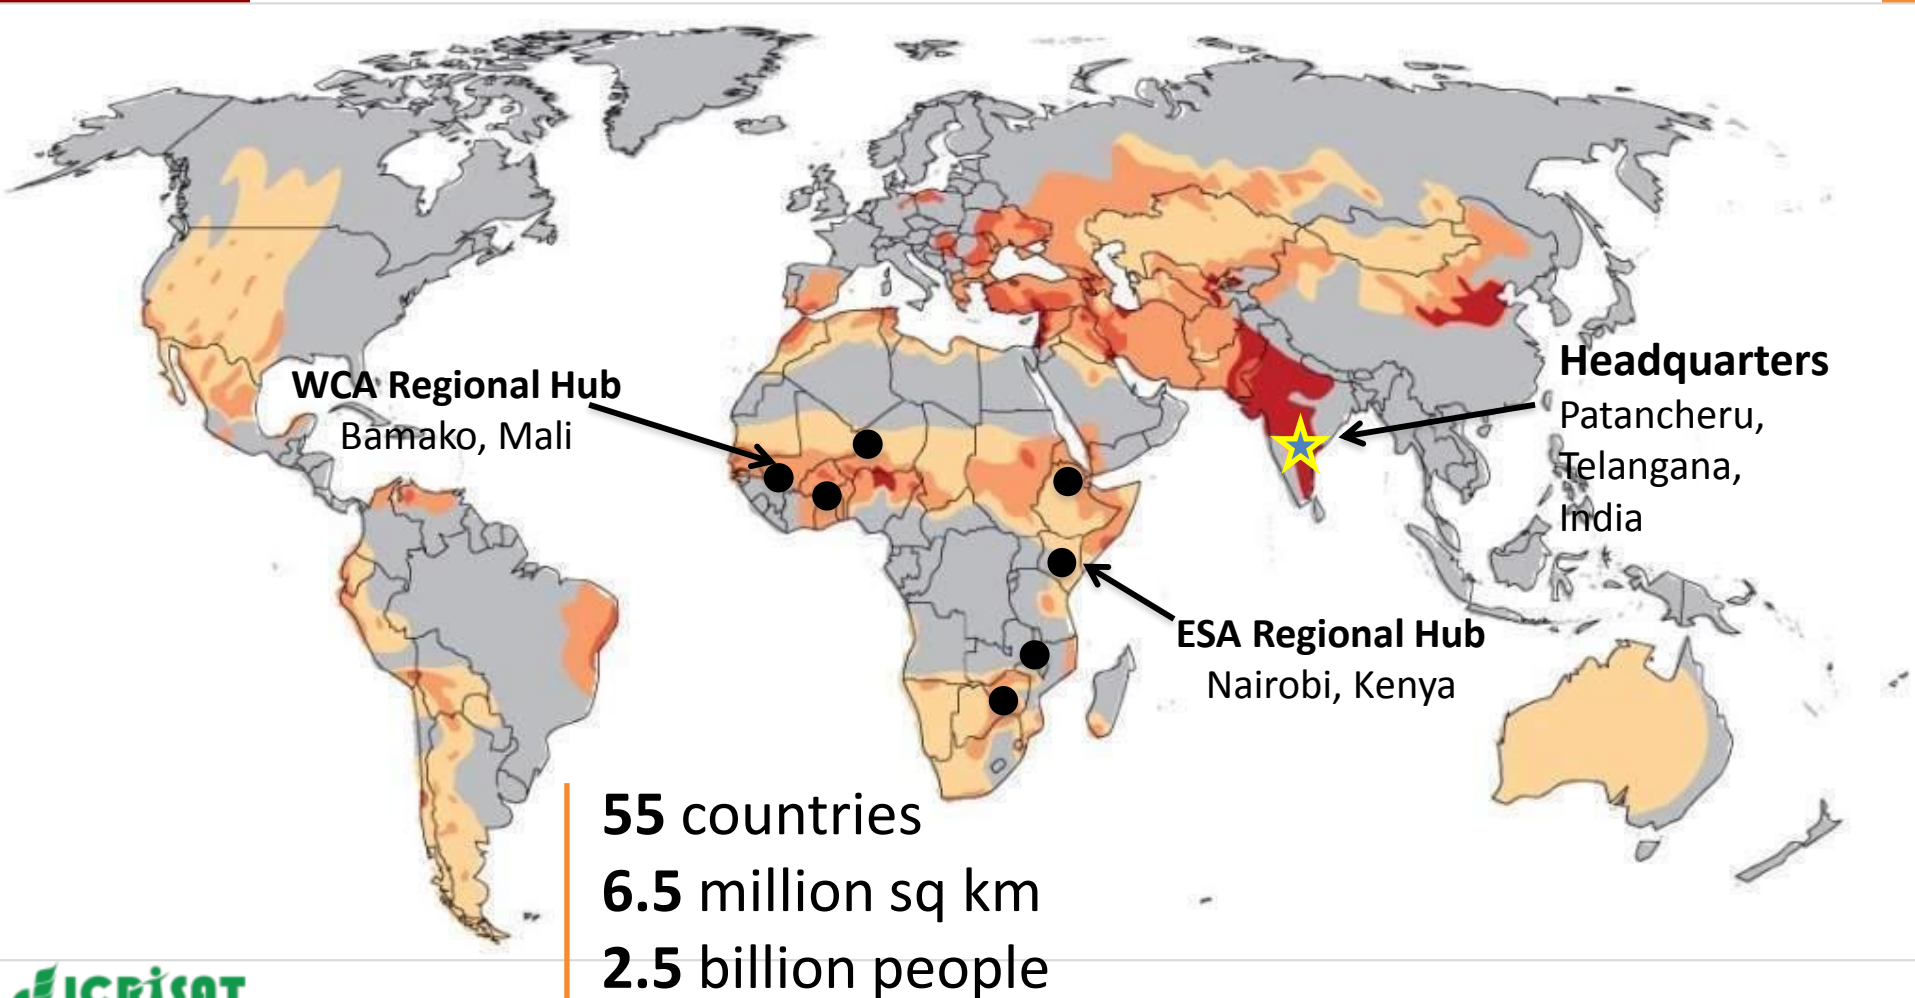 WCA Regional Hub
Bamako, Mali
Headquarters
Patancheru,
Telangana,
India
ESA Regional Hub
Nairobi, Kenya
55 countries
6.5 million sq km
2.5 billion people
ICRISAT